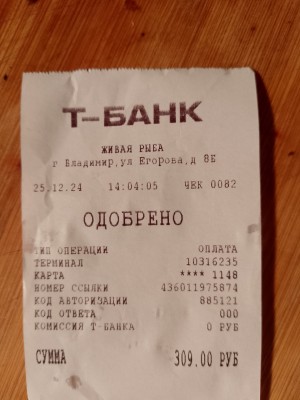 Т-БАНК
ЖИВАЯ РЫБА
г Владимир,ул Егорова,д 8Е
25.12.24 14:04:05 ЧЕК 0082
ОДОБРЕНО
ТИП ОПЕРАЦИИ ОПЛАТА
ТЕРМИНАЛ 10316235
КАРТА **** 1148
НОМЕР ССЫЛКИ 436011975874
КОД АВТОРИЗАЦИИ 885121
КОД ОТВЕТА 000
КОМИССИЯ Т-БАНКА 0 РУБ
СУММА 309.00 РУБ